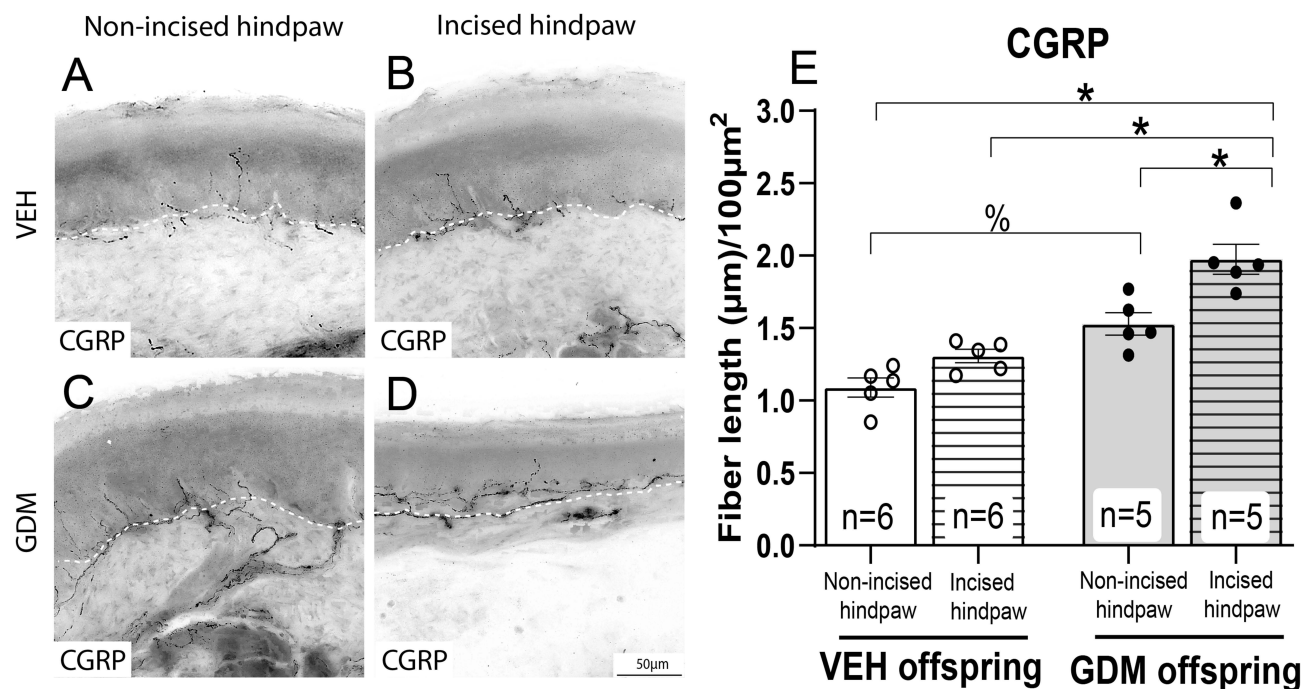 Non-incised hindpaw
Incised hindpaw
A
B
VEH
CGRP
CGRP
C
D
GDM
CGRP
CGRP
50µm
E
CGRP
*
*
*
%
Fiber length (µm)/100µm²
3.0
2.5
2.0
1.5
1.0
0.5
0.0
n=6
n=6
n=5
n=5
Non-incised
hindpaw
Incised
hindpaw
Non-incised
hindpaw
Incised
hindpaw
VEH offspring
GDM offspring